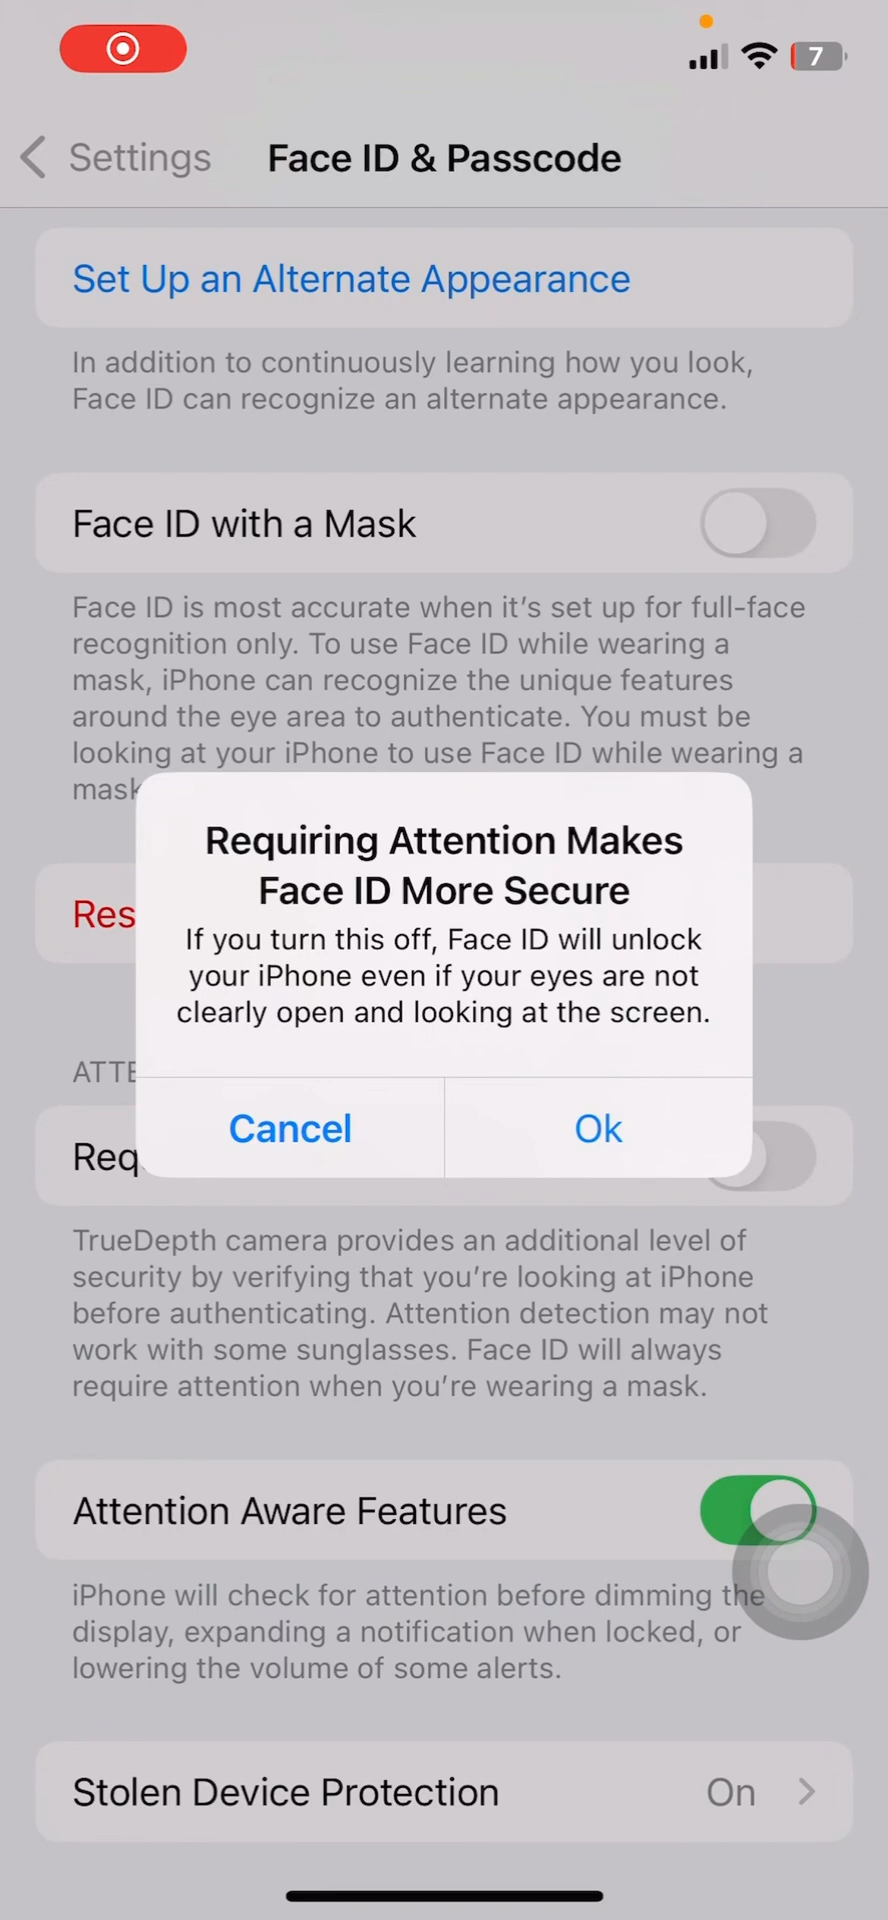 7
Settings
Face ID & Passcode
Set Up an Alternate Appearance
In addition to continuously learning how you look,
Face ID can recognize an alternate appearance.
Face ID with a Mask
Face ID is most accurate when it's set up for full-face
recognition only. To use Face ID while wearing a
mask, iPhone can recognize the unique features
around the eye area to authenticate. You must be
looking at your iPhone to use Face ID while wearing a
mask
Requiring Attention Makes
Face ID More Secure
If you turn this off, Face ID will unlock
your iPhone even if your eyes are not
clearly open and looking at the screen.
Cancel
Ok
Res
ATTE
Req
TrueDepth camera provides an additional level of
security by verifying that you're looking at iPhone
before authenticating. Attention detection may not
work with some sunglasses. Face ID will always
require attention when you're wearing a mask.
Attention Aware Features
iPhone will check for attention before dimming the
display, expanding a notification when locked, or
lowering the volume of some alerts.
Stolen Device Protection
On